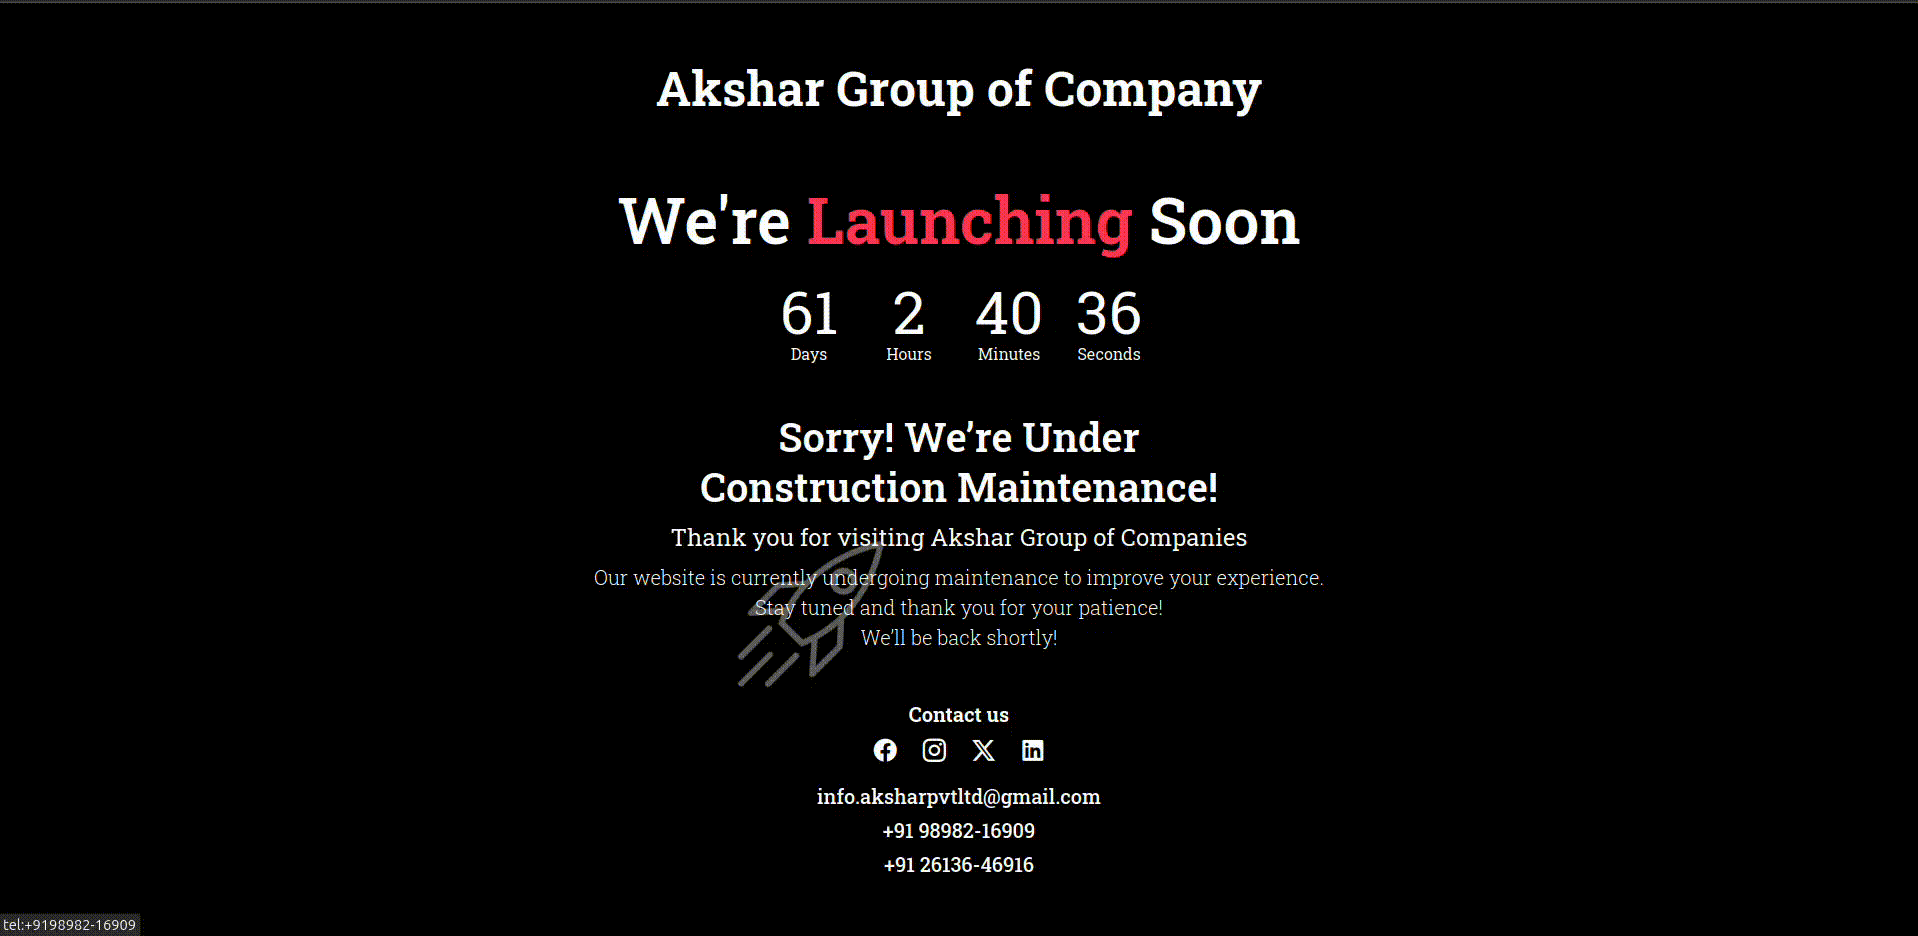 Akshar Group of Company
We're Launching Soon
61 2 40 36
Days Hours Minutes Seconds
Sorry! We’re Under
Construction Maintenance!
Thank you for visiting Akshar Group of Companies
Our website is currently undergoing maintenance to improve your experience.
Stay tuned and thank you for your patience!
We’ll be back shortly!
Contact us
info.aksharpvtltd@gmail.com
+91 98982-16909
+91 26136-46916
tel:+9198982-16909